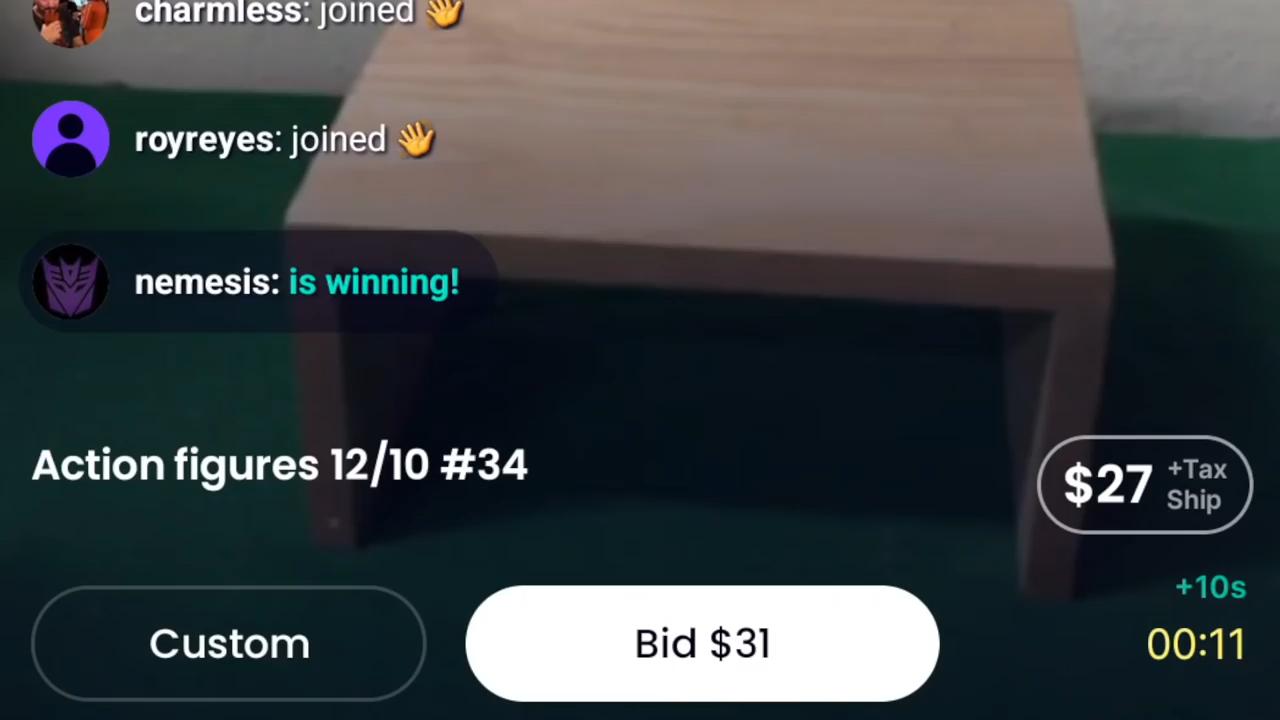 charmless: joined 👋
royreyes: joined 👋
nemesis: is winning!
Action figures 12/10 #34
$27 +Tax Ship
+10s
Custom
Bid $31
00:11